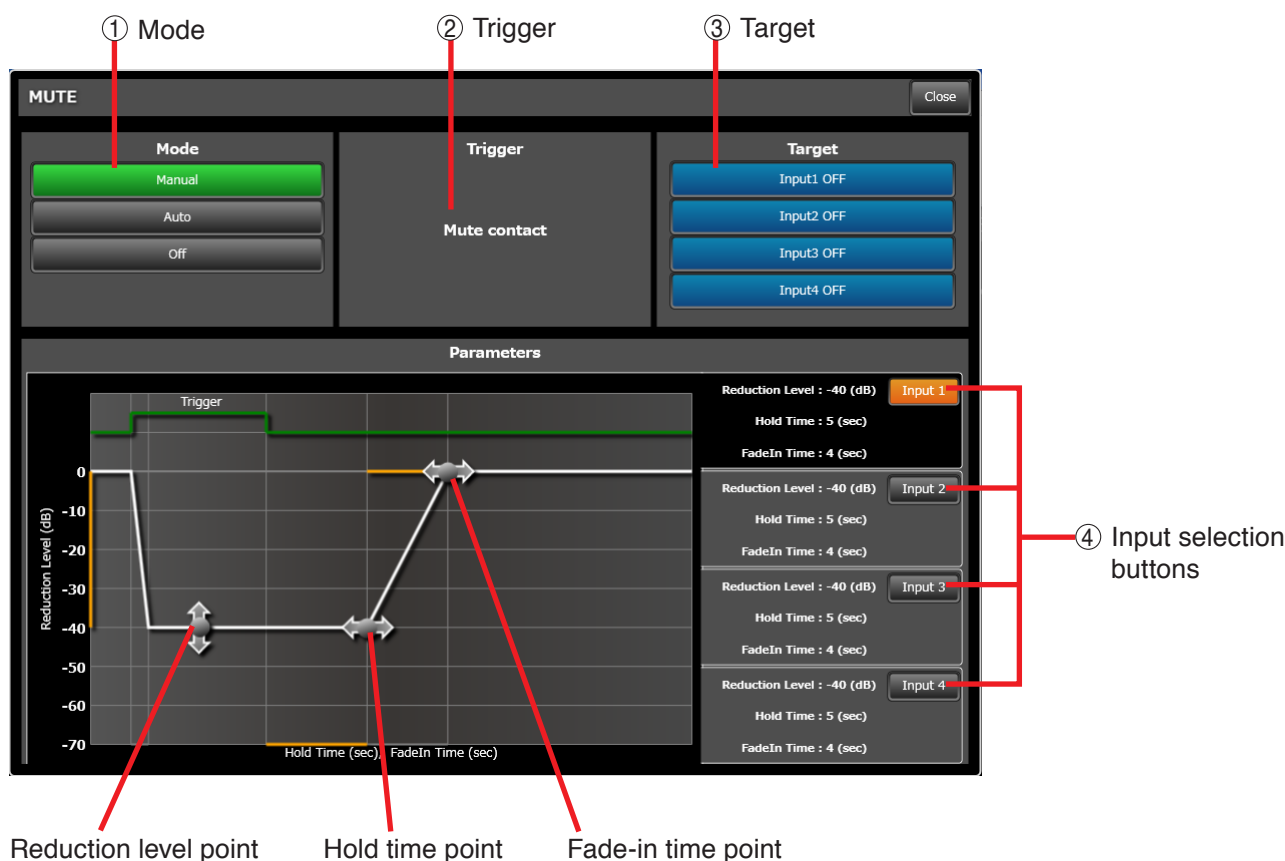 ① Mode
② Trigger
③ Target
MUTE
Close
Mode
Manual
Auto
Off
Trigger
Mute contact
Target
Input1 OFF
Input2 OFF
Input3 OFF
Input4 OFF
Parameters
Trigger
Reduction Level (dB)
0
-10
-20
-30
-40
-50
-60
-70
Hold Time (sec), FadeIn Time (sec)
Reduction Level : -40 (dB)
Input 1
Hold Time : 5 (sec)
FadeIn Time : 4 (sec)
Reduction Level : -40 (dB)
Input 2
Hold Time : 5 (sec)
FadeIn Time : 4 (sec)
Reduction Level : -40 (dB)
Input 3
Hold Time : 5 (sec)
FadeIn Time : 4 (sec)
Reduction Level : -40 (dB)
Input 4
Hold Time : 5 (sec)
FadeIn Time : 4 (sec)
④ Input selection
buttons
Reduction level point
Hold time point
Fade-in time point